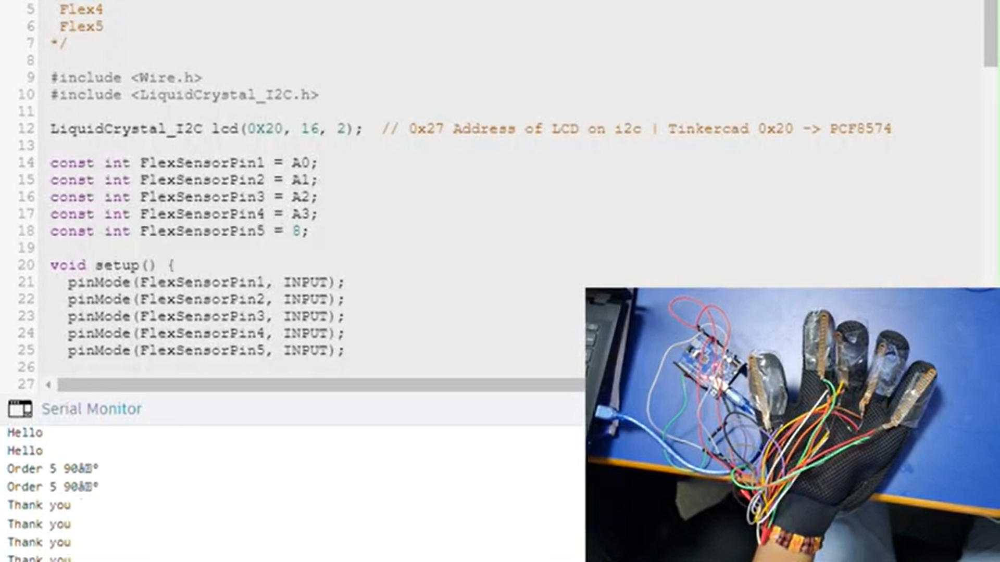 5 Flex4
6 Flex5
7 */
8
9 #include <Wire.h>
10 #include <LiquidCrystal_I2C.h>
11
12 LiquidCrystal_I2C lcd(0X20, 16, 2);  // 0x27 Address of LCD on i2c | Tinkercad 0x20 -> PCF8574
13
14 const int FlexSensorPin1 = A0;
15 const int FlexSensorPin2 = A1;
16 const int FlexSensorPin3 = A2;
17 const int FlexSensorPin4 = A3;
18 const int FlexSensorPin5 = 8;
19
20 void setup() {
21 pinMode(FlexSensorPin1, INPUT);
22 pinMode(FlexSensorPin2, INPUT);
23 pinMode(FlexSensorPin3, INPUT);
24 pinMode(FlexSensorPin4, INPUT);
25 pinMode(FlexSensorPin5, INPUT);
26
27
Serial Monitor
Hello
Hello
Order 5
Order 5
Thank you
Thank you
Thank you
Thank you